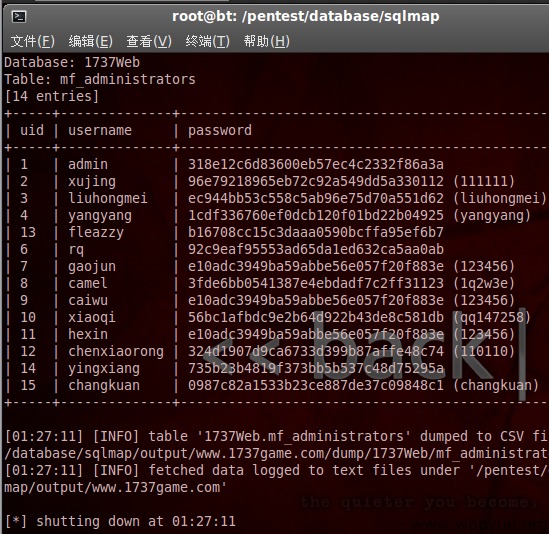 root@bt: /pentest/database/sqlmap
文件(F) 编辑(E) 查看(V) 终端(T) 帮助(H)
Database: 1737Web
Table: mf_administrators
[14 entries]
+-----+--------------+---------------------------------------------
| uid | username     | password
+-----+--------------+---------------------------------------------
| 1   | admin        | 318e12c6d83600eb57ec4c2332f86a3a
| 2   | xujing       | 96e79218965eb72c92a549dd5a330112 (111111)
| 3   | liuhongmei   | ec944bb53c558c5ab96e75d70a551d62 (liuhongmei)
| 4   | yangyang     | 1cdf336760ef0dcb120f01bd22b04925 (yangyang)
| 13  | fleazzy      | b16708cc15c3daaa0590bcffa95ef6b7
| 6   | rq           | 92c9eaf95553ad65da1ed632ca5aa0ab
| 7   | gaojun       | e10adc3949ba59abbe56e057f20f883e (123456)
| 8   | camel        | 3fde6bb0541387e4ebdadf7c2ff31123 (1q2w3e)
| 9   | caiwu        | e10adc3949ba59abbe56e057f20f883e (123456)
| 10  | xiaoqi       | 56bc1afbdc9e2b64d922b43de8c581db (qq147258)
| 11  | hexin        | e10adc3949ba59abbe56e057f20f883e (123456)
| 12  | chenxiaorong |
| 14  | yingxiang    | 735b23b4819f373bb5b537c48d75295a
| 15  | changkuan    | 0987c82a1533b23ce887de37c09848c1 (changkuan)
+-----+--------------+---------------------------------------------
<< back |
[01:27:11] [INFO] table '1737Web.mf_administrators' dumped to CSV fi
/database/sqlmap/output/www.1737game.com/dump/1737Web/mf_administrat
[01:27:11] [INFO] fetched data logged to text files under '/pentest/
map/output/www.1737game.com'
the quieter you become,
[*] shutting down at 01:27:11